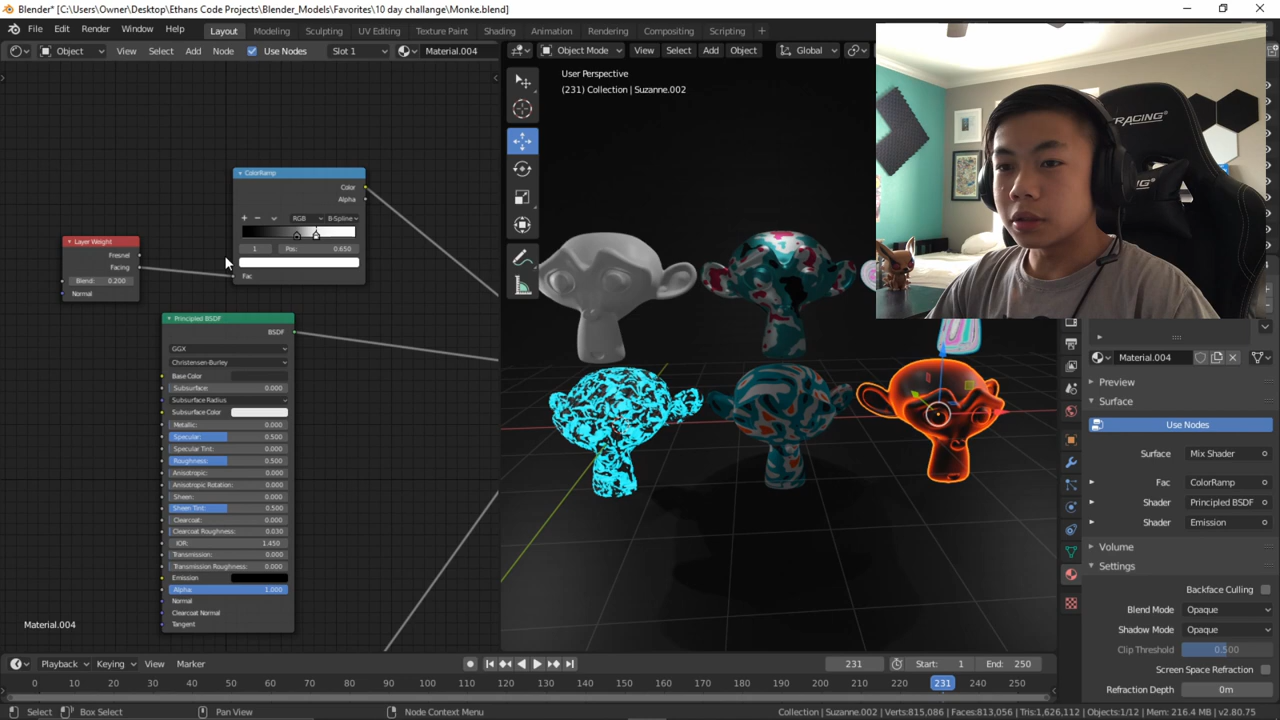 Blender* [C:\Users\Owner\Desktop\Ethans Code Projects\Blender_Models\Favorites\10 day challange\Monke.blend]
File Edit Render Window Help Layout Modeling Sculpting UV Editing Texture Paint Shading Animation Rendering Compositing Scripting +
Object View Select Add Node Use Nodes Slot 1 Material.004
Object Mode View Select Add Object Global
User Perspective
(231) Collection | Suzanne.002
RACING
ColorRamp
Color
Alpha
RGB B-Spline
1 Pos: 0.650
Fac
Layer Weight
Fresnel
Facing
Blend: 0.200
Normal
Principled BSDF
BSDF
GGX
Christensen-Burley
Base Color
Subsurface: 0.000
Subsurface Radius
Subsurface Color
Metallic: 0.000
Specular: 0.500
Specular Tint: 0.000
Roughness: 0.500
Anisotropic: 0.000
Anisotropic Rotation: 0.000
Sheen: 0.000
Sheen Tint: 0.500
Clearcoat: 0.000
Clearcoat Roughness: 0.030
IOR: 1.450
Transmission: 0.000
Transmission Roughness: 0.000
Emission
Alpha: 1.000
Normal
Clearcoat Normal
Tangent
Material.004
Material.004
Preview
Surface
Use Nodes
Surface Mix Shader
Fac ColorRamp
Shader Principled BSDF
Shader Emission
Volume
Settings
Backface Culling
Blend Mode Opaque
Shadow Mode Opaque
Clip Threshold 0.500
Screen Space Refraction
Refraction Depth 0m
Playback Keying View Marker 231 Start: 1 End: 250
0 10 20 30 40 50 60 70 80 90 100 110 120 130 140 150 160 170 180 190 200 210 220 231 240 250
Select Box Select Pan View Node Context Menu Collection | Suzanne.002 | Verts:815,086 | Faces:813,056 | Tris:1,626,112 | Objects:1/12 | Mem: 216.4 MB | v2.80.75